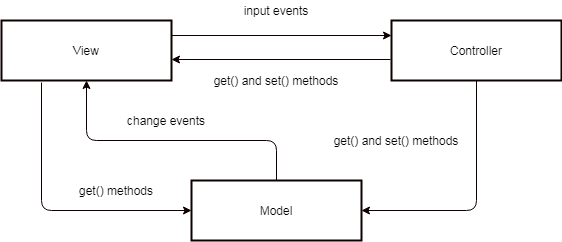 input events
View
Controller
get() and set() methods
change events
get() and set() methods
get() methods
Model